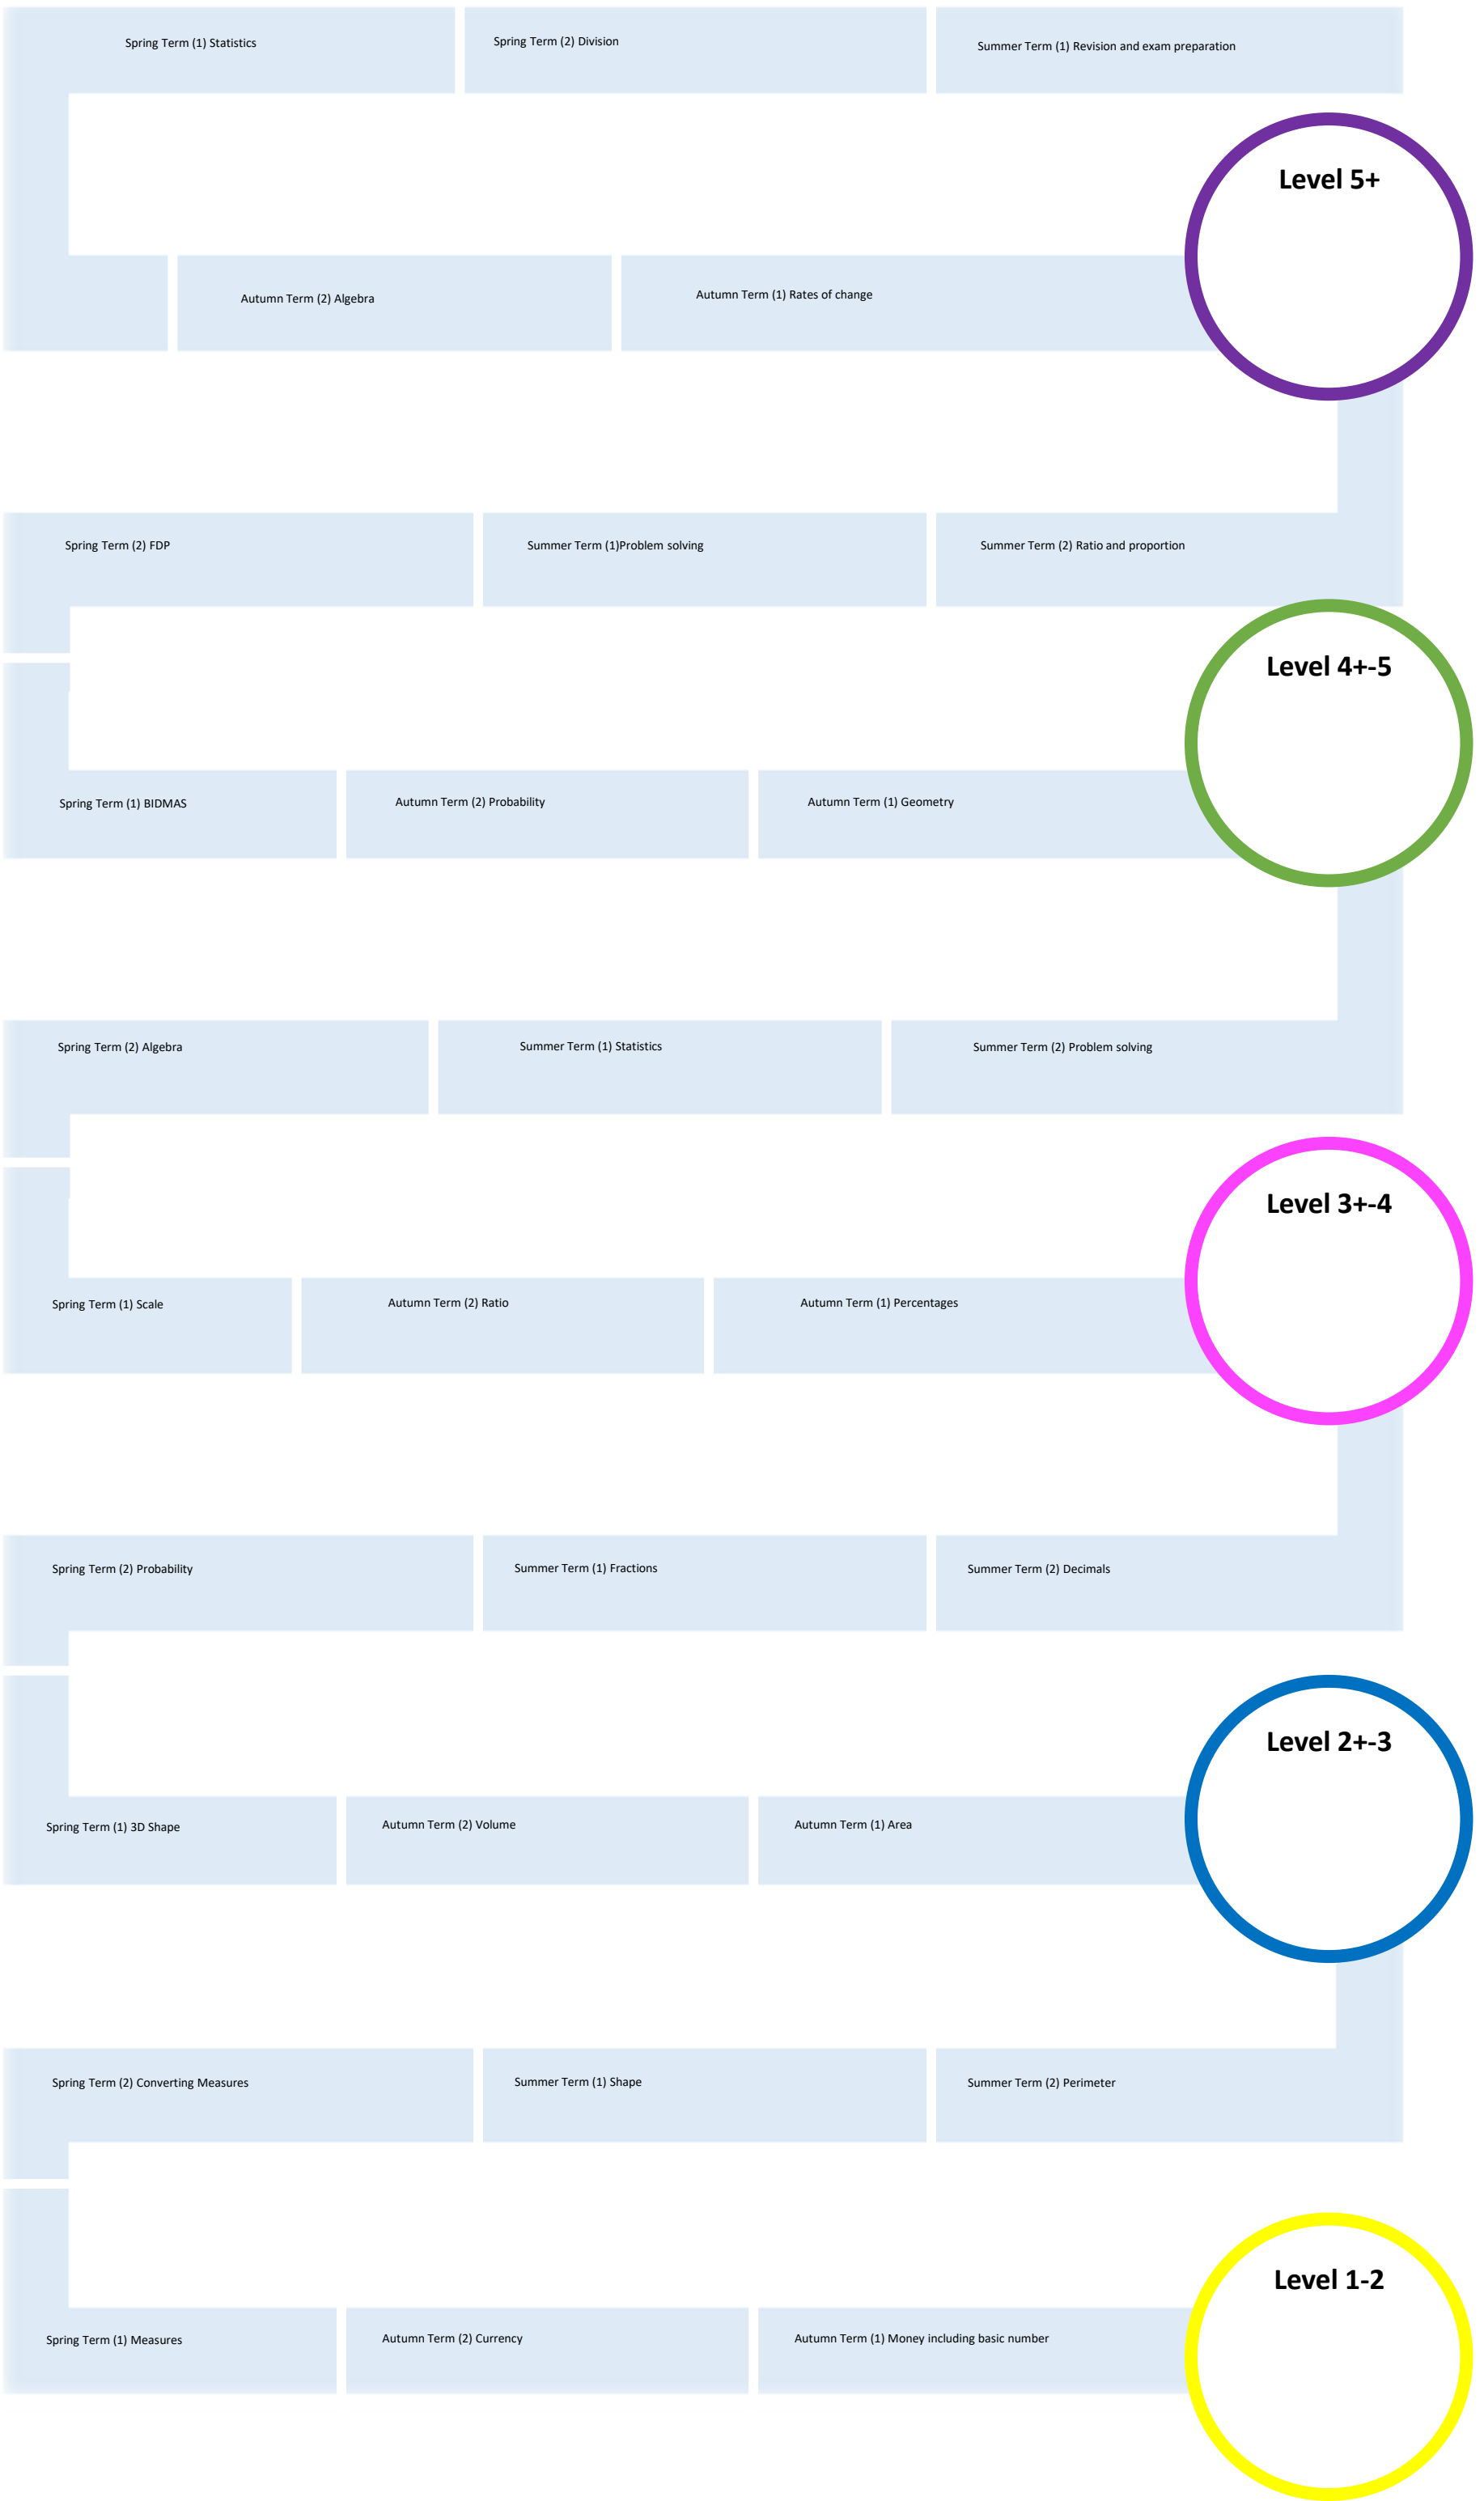 Spring Term (1) Statistics
Spring Term (2) Division
Summer Term (1) Revision and exam preparation
Level 5+
Autumn Term (2) Algebra
Autumn Term (1) Rates of change
Spring Term (2) FDP
Summer Term (1)Problem solving
Summer Term (2) Ratio and proportion
Level 4+-5
Spring Term (1) BIDMAS
Autumn Term (2) Probability
Autumn Term (1) Geometry
Spring Term (2) Algebra
Summer Term (1) Statistics
Summer Term (2) Problem solving
Level 3+-4
Spring Term (1) Scale
Autumn Term (2) Ratio
Autumn Term (1) Percentages
Spring Term (2) Probability
Summer Term (1) Fractions
Summer Term (2) Decimals
Level 2+-3
Spring Term (1) 3D Shape
Autumn Term (2) Volume
Autumn Term (1) Area
Spring Term (2) Converting Measures
Summer Term (1) Shape
Summer Term (2) Perimeter
Level 1-2
Spring Term (1) Measures
Autumn Term (2) Currency
Autumn Term (1) Money including basic number